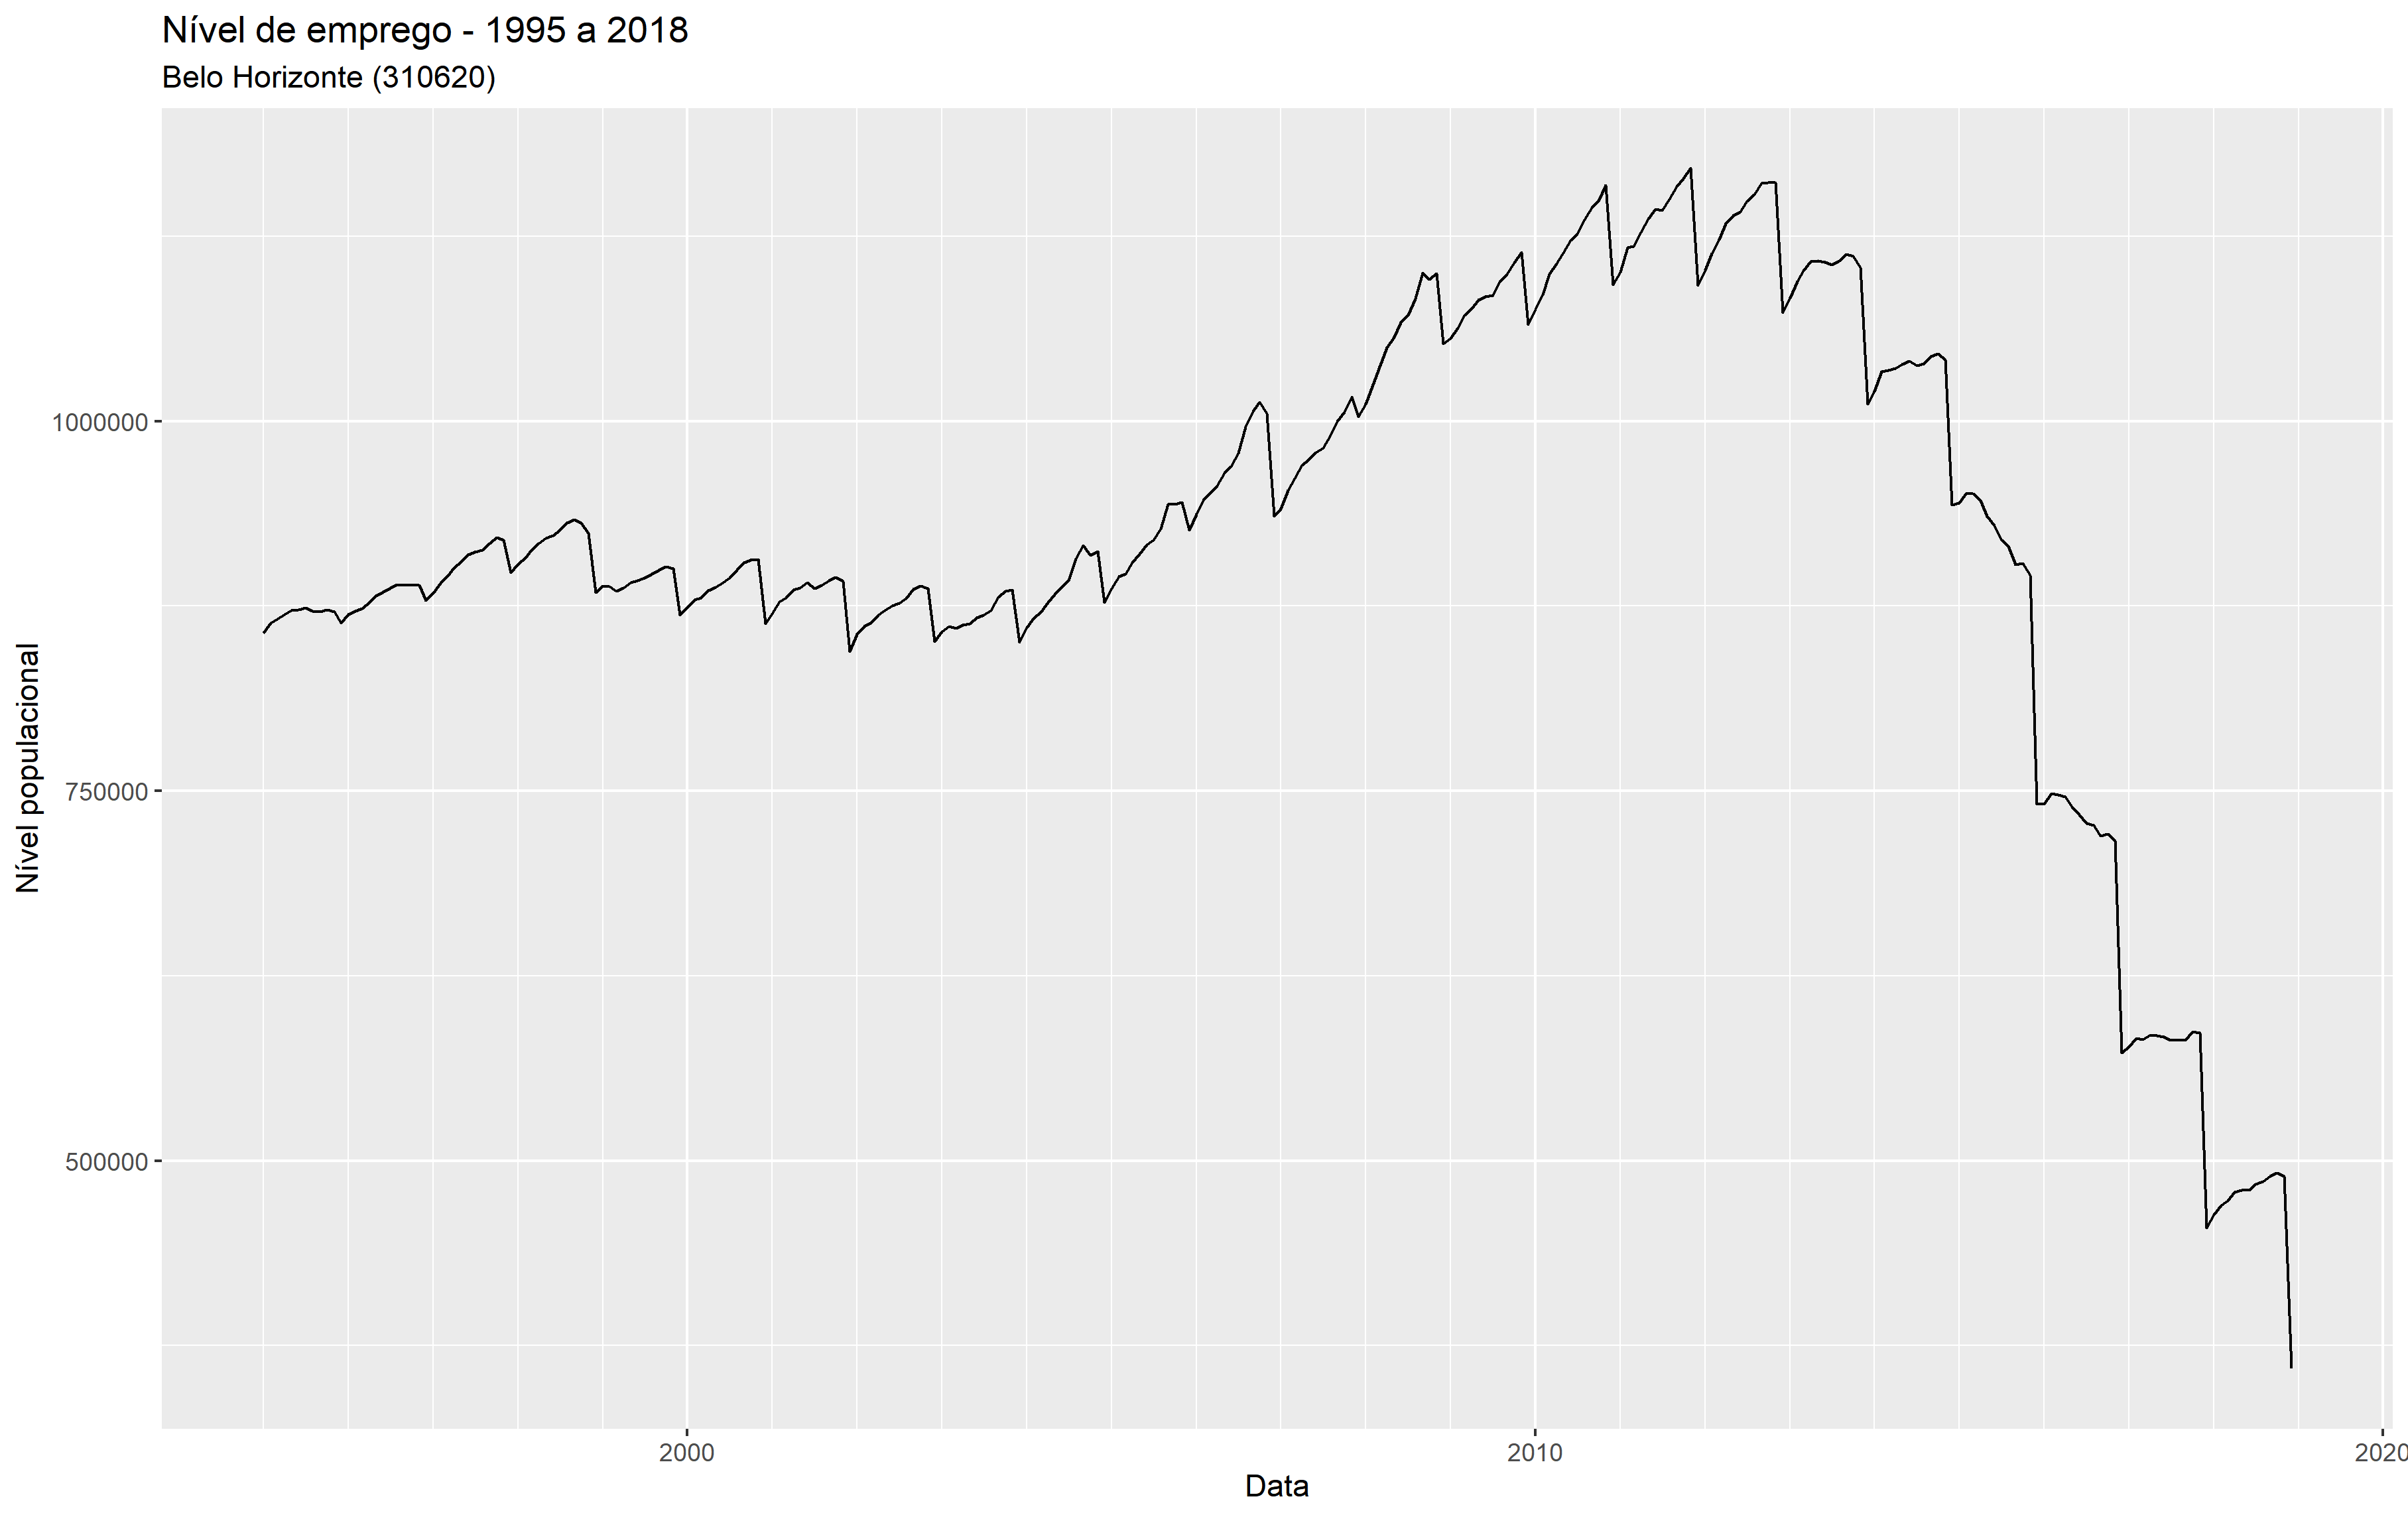 Nível de emprego - 1995 a 2018
Belo Horizonte (310620)
Nível populacional
1000000
750000
500000
2000
2010
2020
Data